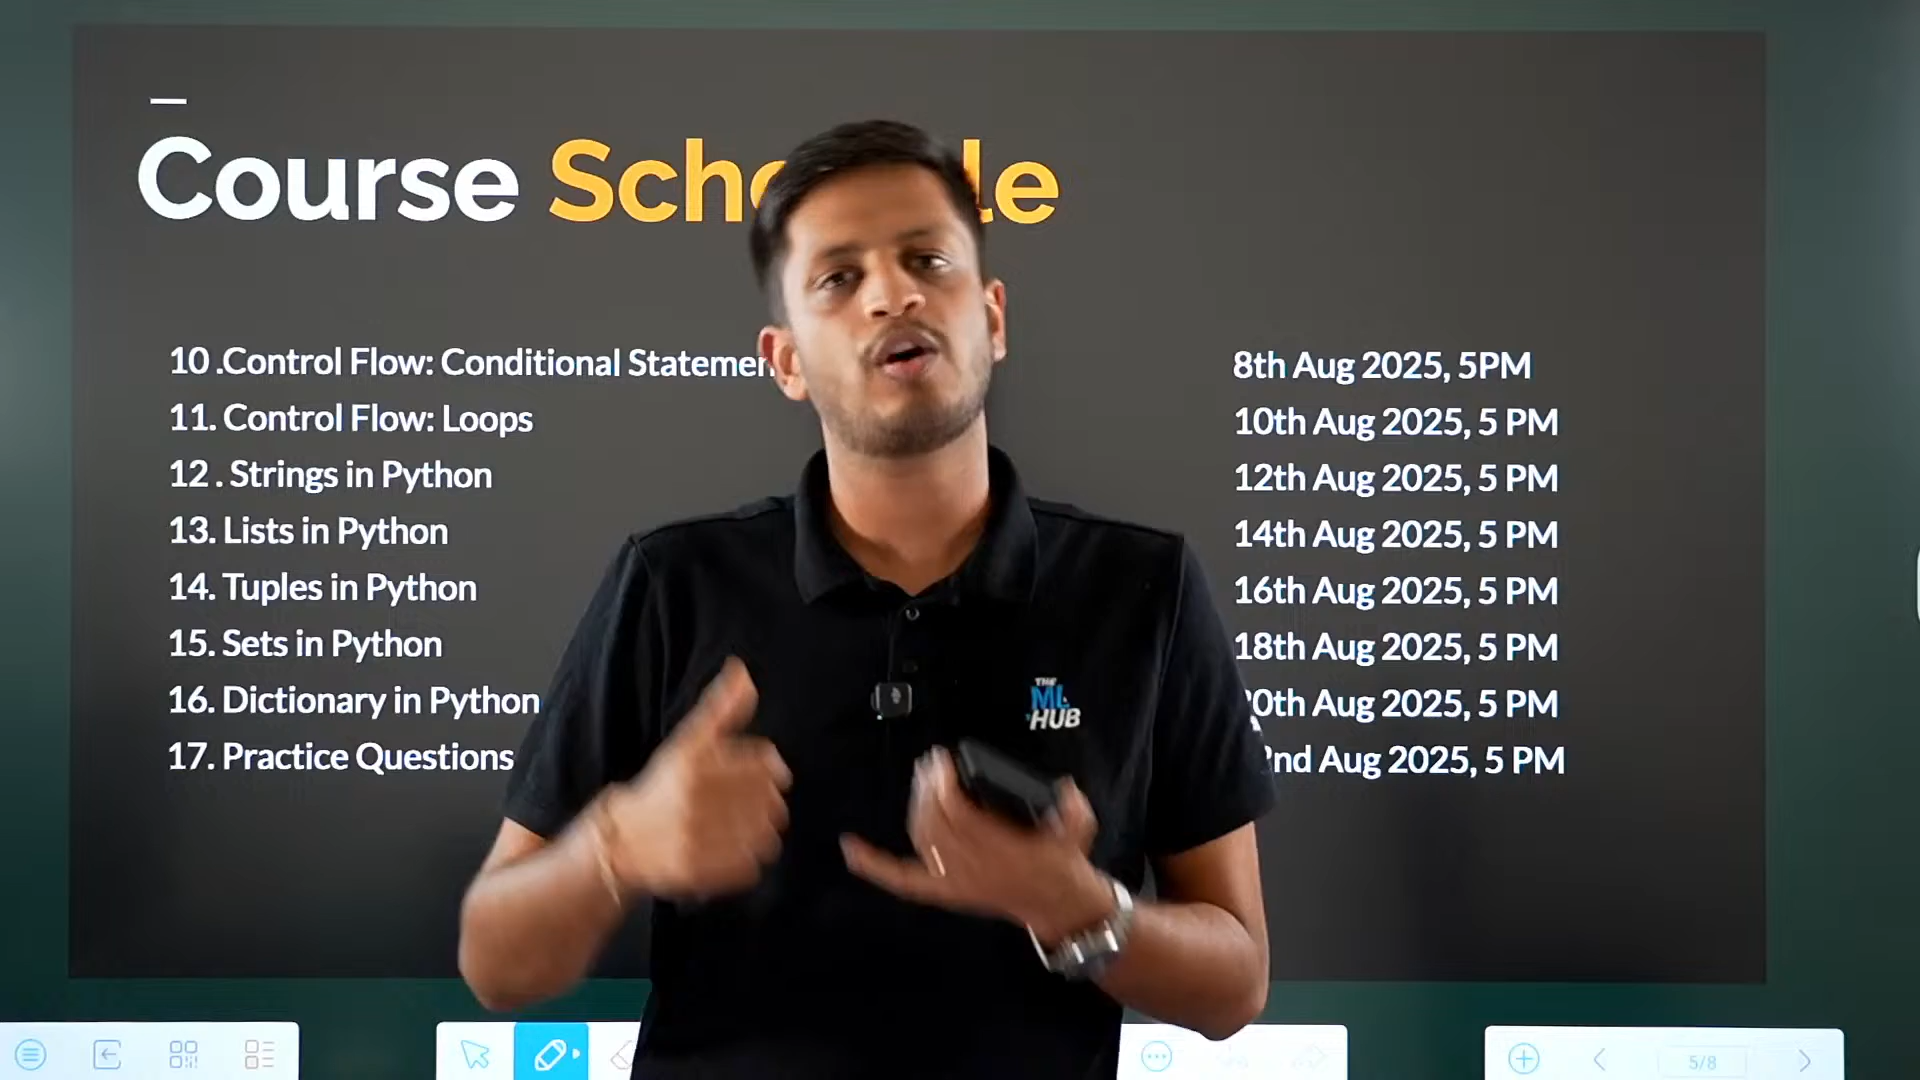 Course
10 .Control Flow: Conditional
8th Aug 2025, 5PM
11. Control Flow: Loops
10th Aug 2025, 5 PM
12 . Strings in Python
12th Aug 2025, 5 PM
13. Lists in Python
14th Aug 2025, 5 PM
14. Tuples in Python
16th Aug 2025, 5 PM
15. Sets in Python
18th Aug 2025, 5 PM
16. Dictionary in Python
Aug 2025, 5 PM
17. Practice Questions
Aug 2025, 5 PM
THE
ML
HUB
5/8